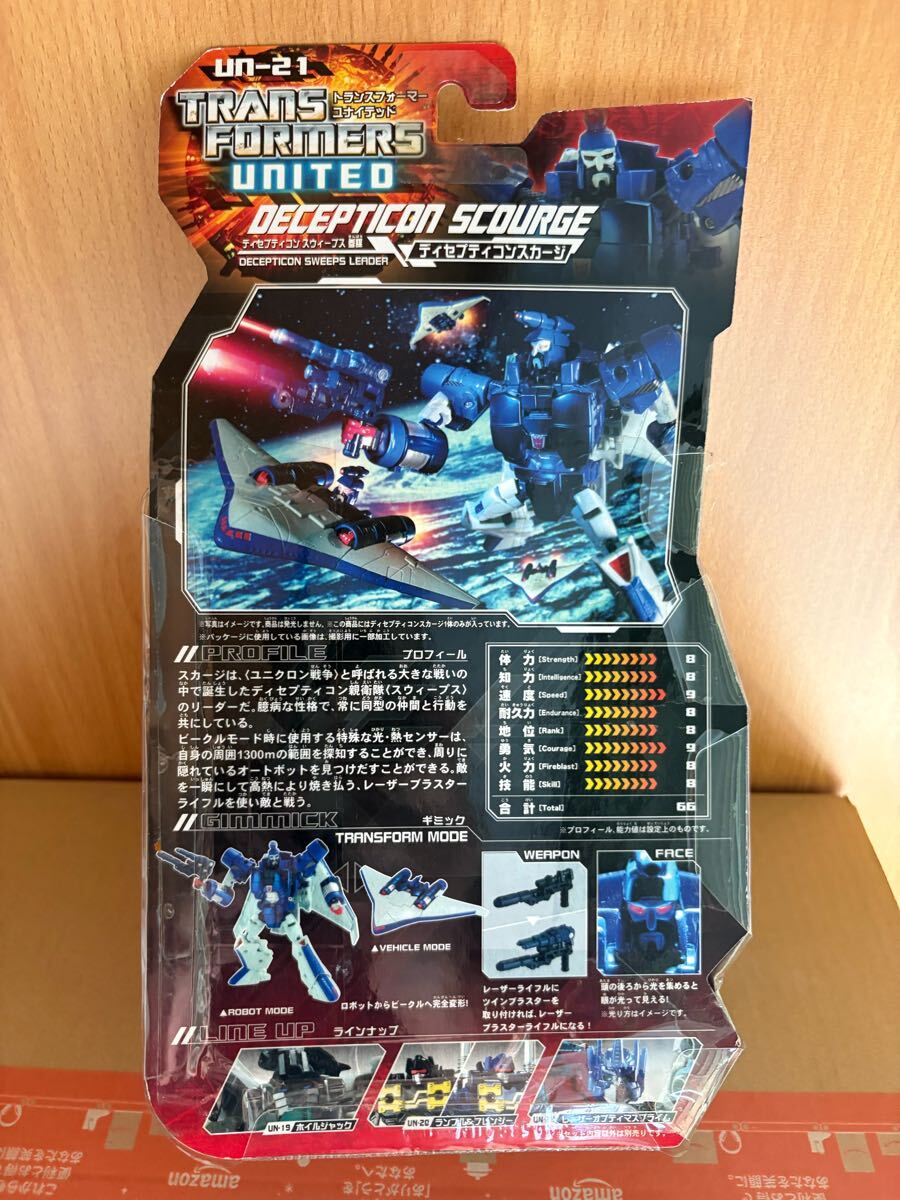 UN-21
TRANSFORMERS
トランスフォーマー
ユナイテッド
UNITED
DECEPTICON SCOURGE
ディセプティコン スウィープス 参謀
DECEPTICON SWEEPS LEADER
ディセプティコンスカージ
※写真はイメージです。商品は発光しません。※この商品にはディセプティコンスカージ1体のみが入っています。
※パッケージに使用している画像は、撮影用に一部加工しています。
PROFILE プロフィール
スカージは、〈ユニクロン戦争〉と呼ばれる大きな戦いの
中で誕生したディセプティコン親衛隊〈スウィープス〉
のリーダーだ。臆病な性格で、常に同型の仲間と行動を
共にしている。
ビークルモード時に使用する特殊な光・熱センサーは、
自身の周囲1300mの範囲を探知することができ、周りに
隠れているオートボットを見つけだすことができる。敵
を一瞬にして高熱により焼き払う、レーザーブラスター
ライフルを使い敵と戦う。
体力 [Strength] 8
知力 [Intelligence] 8
速度 [Speed] 9
耐久力 [Endurance] 8
地位 [Rank] 8
勇気 [Courage] 9
火力 [Fireblast] 8
技能 [Skill] 8
合計 [Total] 66
※プロフィール、能力値は設定上のものです。
GIMMICK ギミック
TRANSFORM MODE
▲VEHICLE MODE
▲ROBOT MODE
ロボットからビークルへ完全変形!
WEAPON
レーザーライフルに
ツインブラスターを
取り付ければ、レーザー
ブラスターライフルになる!
FACE
頭の後ろから光を集めると
眼が光って見える!
※光り方はイメージです。
LINE UP ラインナップ
UN-19 ホイルジャック
UN-20 ランブル&フレンジー
レーザーオプティマスプライム
amazon
amazon
amazon